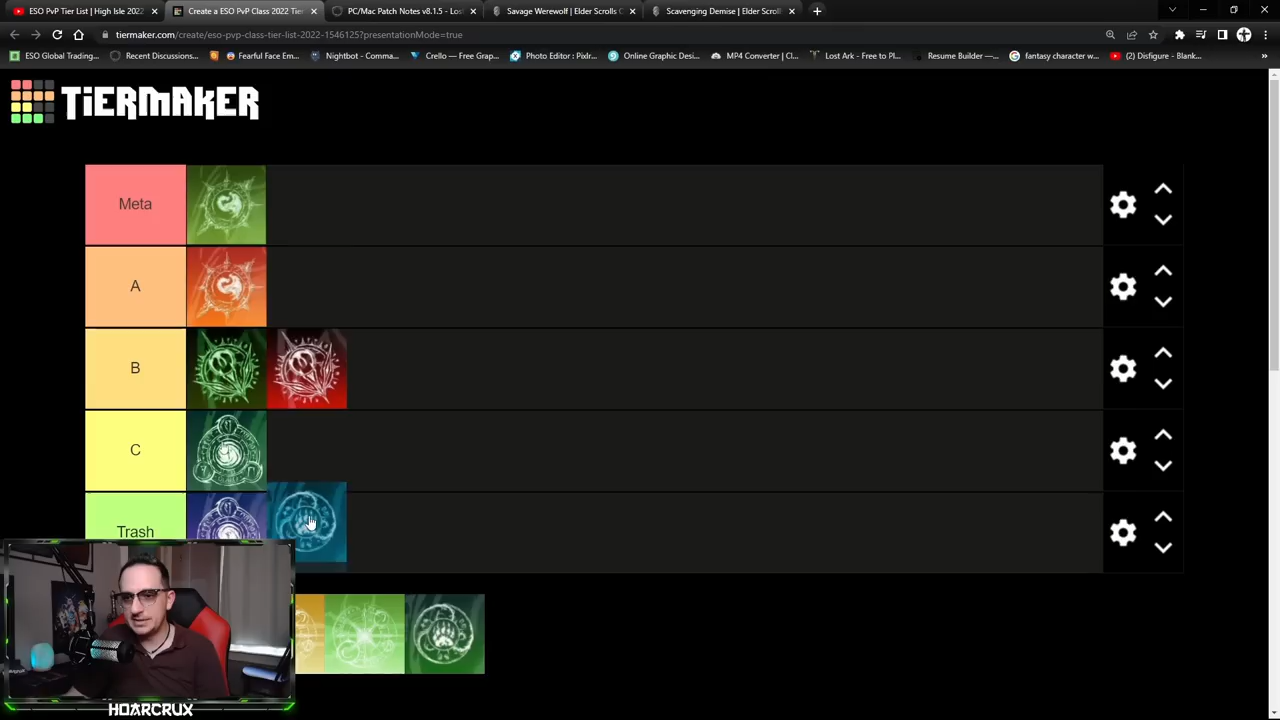 ESO PvP Tier List | High Isle 2022
Create a ESO PvP Class 2022 Tier
PC/Mac Patch Notes v8.1.5 - Lo
Savage Werewolf | Elder Scrolls O
Scavenging Demise | Elder Scroll
tiermaker.com/create/eso-pvp-class-tier-list-2022-1546125?presentationMode=true
ESO Global Trading...
Recent Discussions...
Fearful Face Em...
Nightbot - Comma...
Crello — Free Grap...
Photo Editor : Pixlr...
Online Graphic Desi...
MP4 Converter | Cl...
Lost Ark - Free to Pl...
Resume Builder —...
fantasy character w...
(2) Disfigure - Blank...
TiERMAKER
Meta
A
B
C
Trash
HOARCRUX